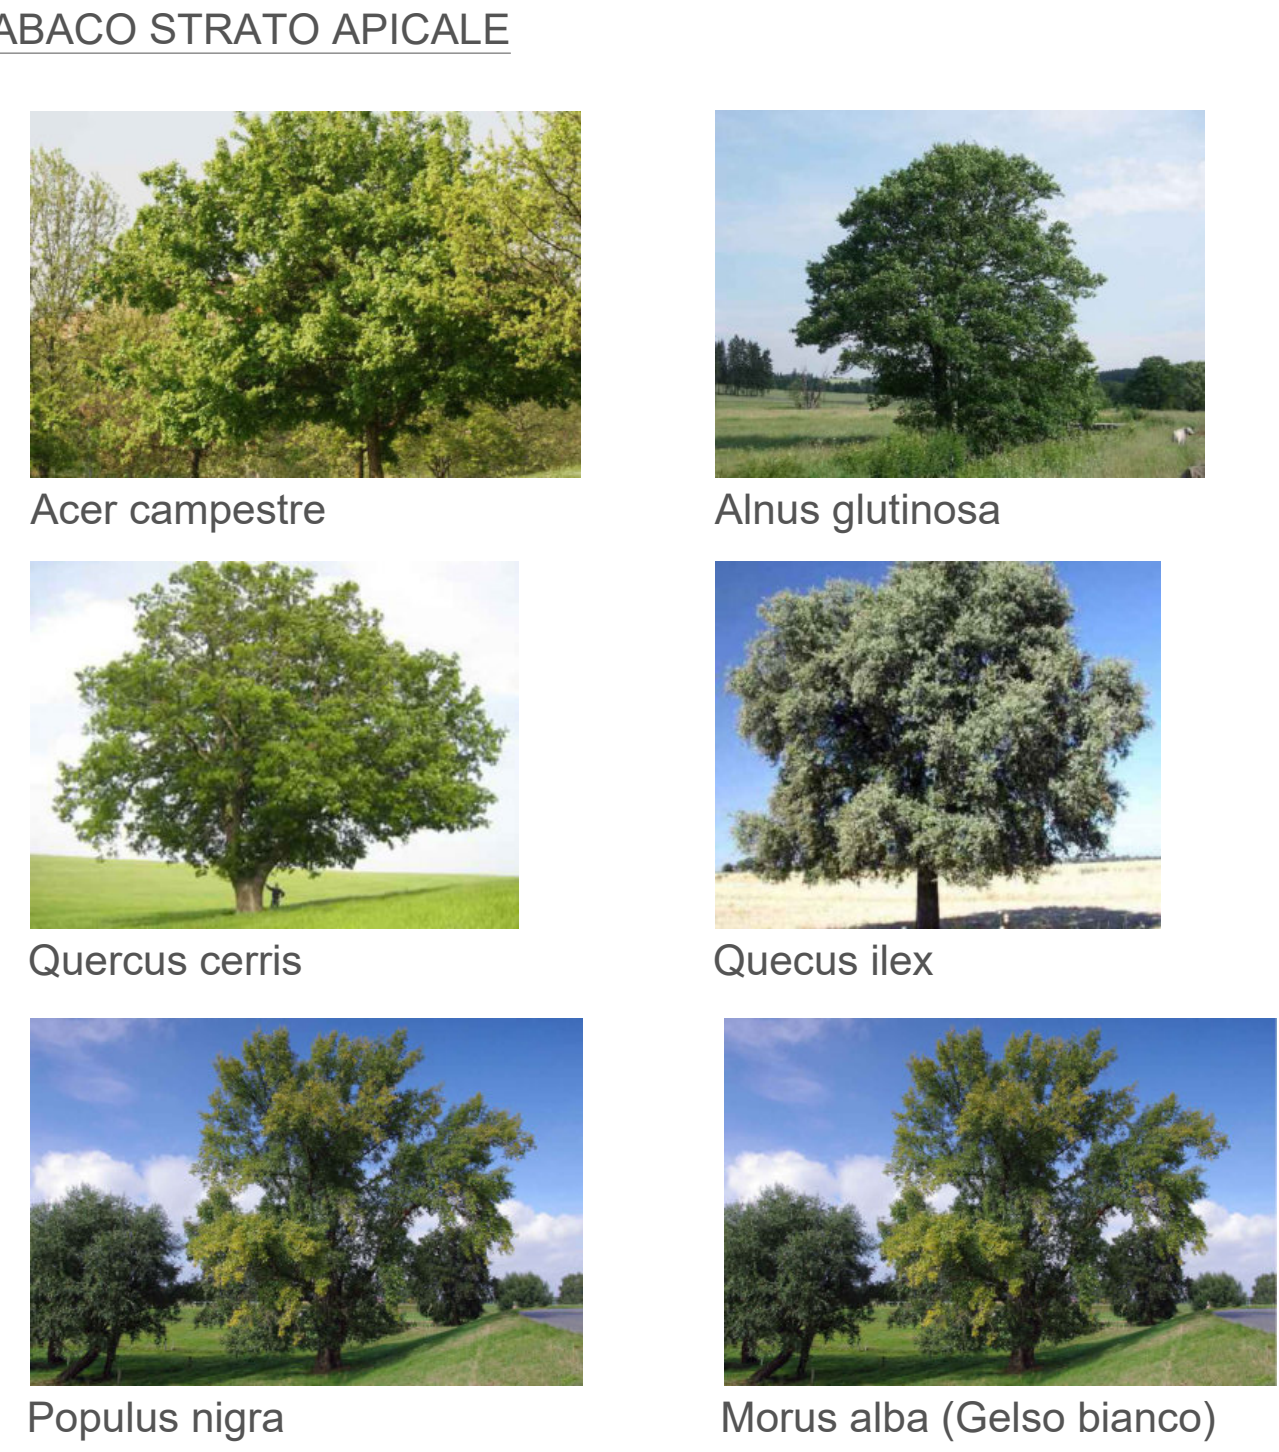 ABACO STRATO APICALE
Acer campestre
Alnus glutinosa
Quercus cerris
Quecus ilex
Populus nigra
Morus alba (Gelso bianco)